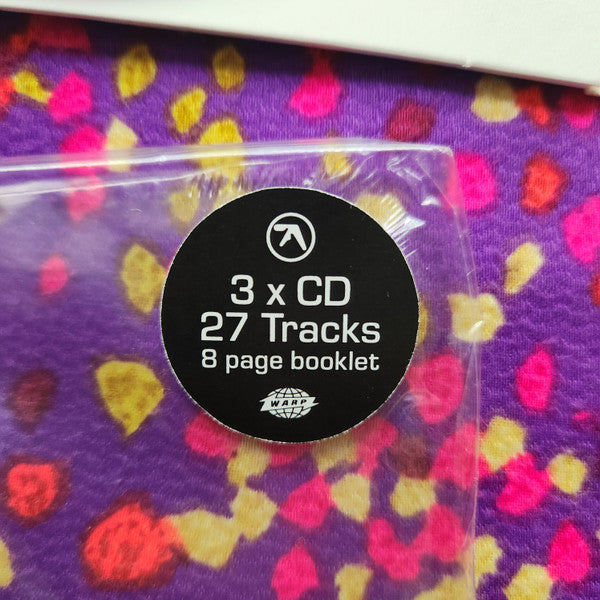 3 x CD
27 Tracks
8 page booklet
WARP